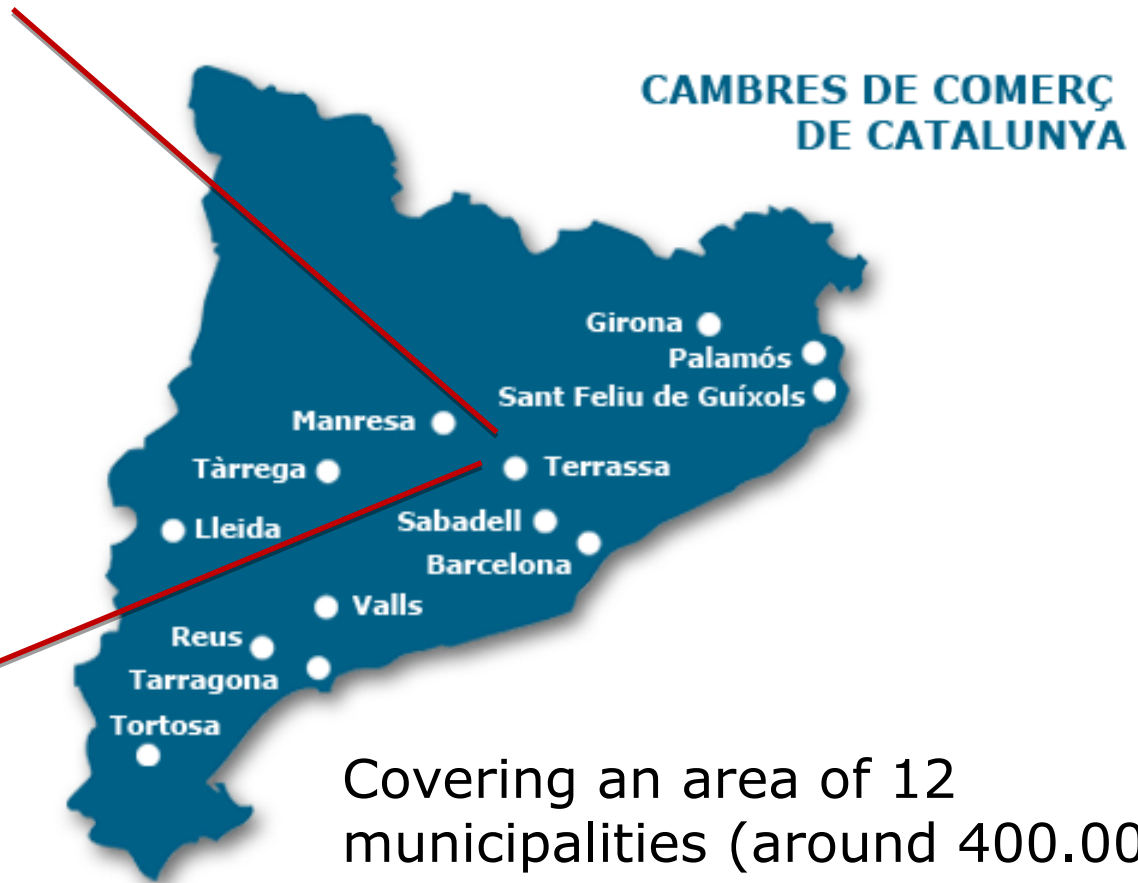 CAMBRES DE COMERÇ
DE CATALUNYA
Girona
Palamós
Sant Feliu de Guíxols
Manresa
Tàrrega
Terrassa
Lleida
Sabadell
Barcelona
Valls
Reus
Tarragona
Tortosa
Covering an area of 12
municipalities (around 400.00